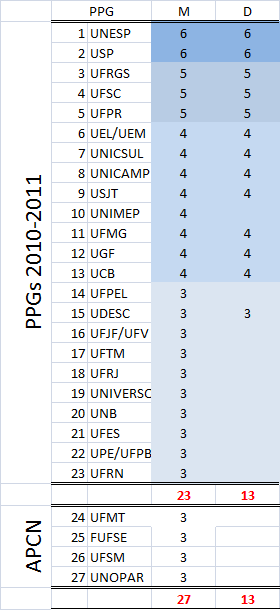 PPG M D
1 UNESP 6 6
2 USP 6 6
3 UFRGS 5 5
4 UFSC 5 5
5 UFPR 5 5
6 UEL/UEM 4 4
7 UNICSUL 4 4
8 UNICAMP 4 4
9 USJT 4 4
10 UNIMEP 4
11 UFMG 4 4
12 UGF 4 4
13 UCB 4 4
14 UFPEL 3
15 UDESC 3 3
16 UFJF/UFV 3
17 UFTM 3
18 UFRJ 3
19 UNIVERSO 3
20 UNB 3
21 UFES 3
22 UPE/UFPB 3
23 UFRN 3
PPGs 2010-2011
23 13
24 UFMT 3
25 FUFSE 3
26 UFSM 3
27 UNOPAR 3
APCN
27 13